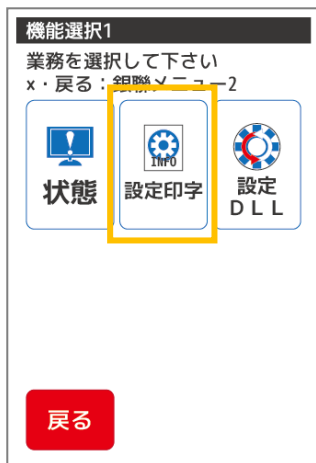 機能選択1
業務を選択して下さい
x・戻る：銀聯メニュー2
状態
INFO
設定印字
設定
ＤＬＬ
戻る